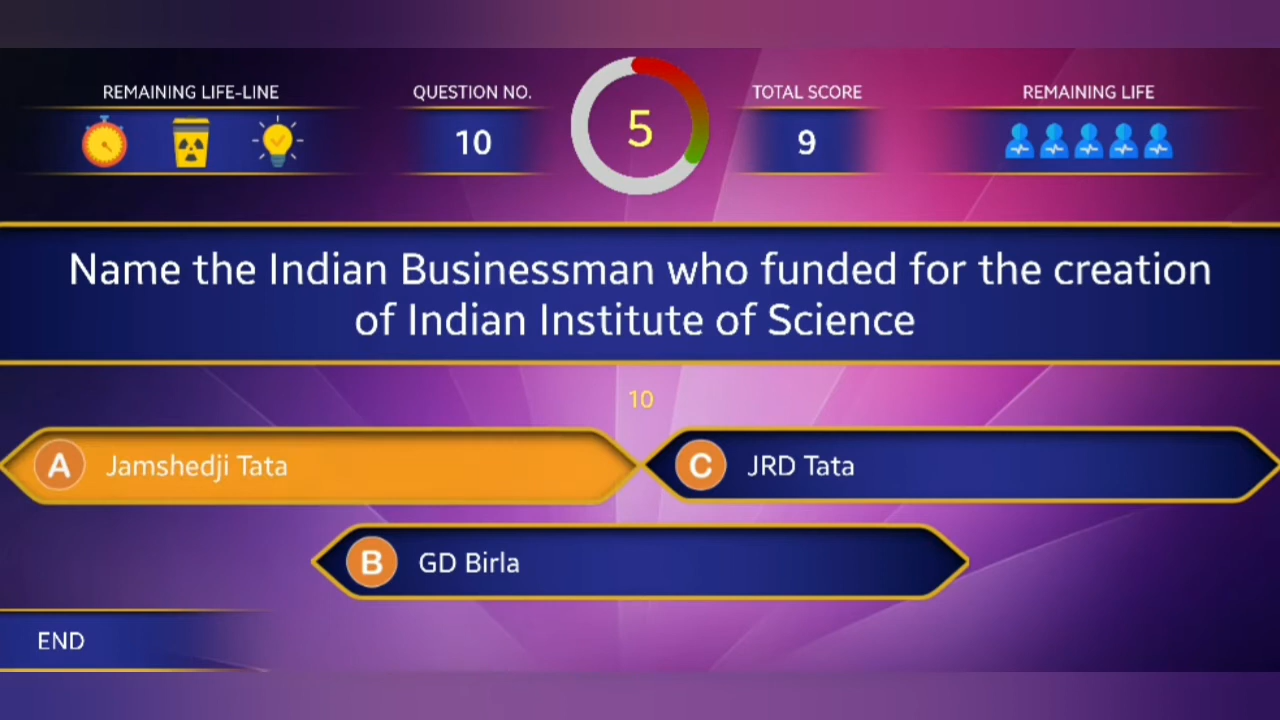 REMAINING LIFE-LINE
QUESTION NO.
10
5
TOTAL SCORE
9
REMAINING LIFE
Name the Indian Businessman who funded for the creation
of Indian Institute of Science
10
A Jamshedji Tata
C JRD Tata
B GD Birla
END